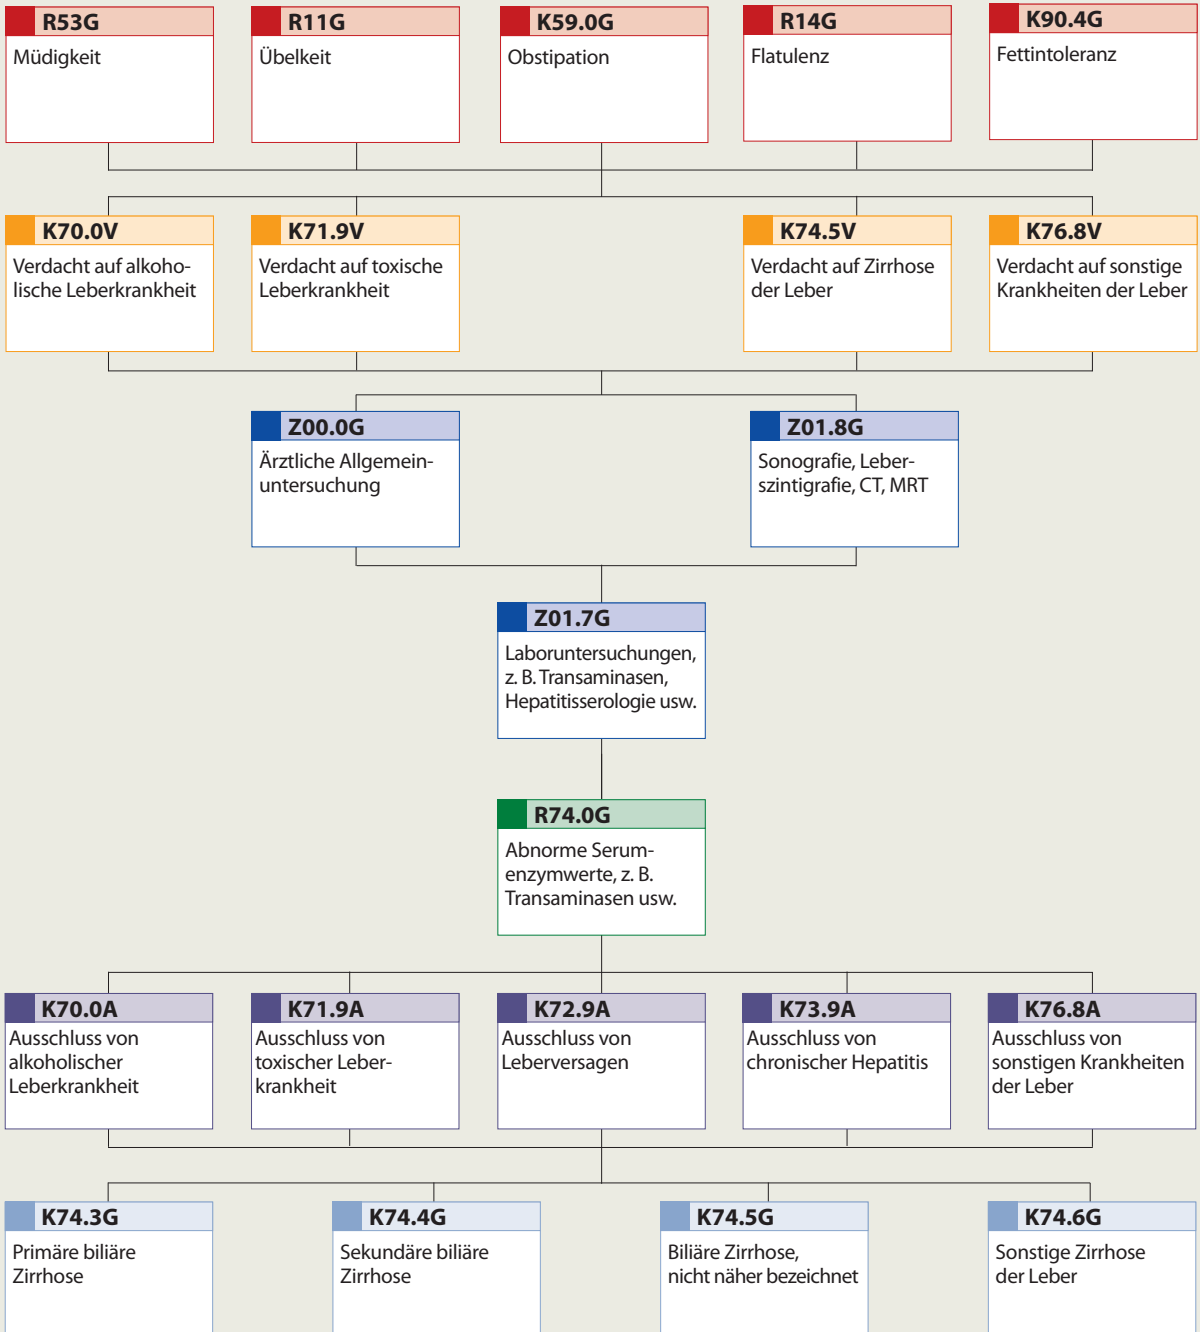 R53G
Müdigkeit
R11G
Übelkeit
K59.0G
Obstipation
R14G
Flatulenz
K90.4G
Fettintoleranz
K70.0V
Verdacht auf alkoho-
lische Leberkrankheit
K71.9V
Verdacht auf toxische
Leberkrankheit
K74.5V
Verdacht auf Zirrhose
der Leber
K76.8V
Verdacht auf sonstige
Krankheiten der Leber
Z00.0G
Ärztliche Allgemein-
untersuchung
Z01.8G
Sonografie, Leber-
szintigrafie, CT, MRT
Z01.7G
Laboruntersuchungen,
z. B. Transaminasen,
Hepatitisserologie usw.
R74.0G
Abnorme Serum-
enzymwerte, z. B.
Transaminasen usw.
K70.0A
Ausschluss von
alkoholischer
Leberkrankheit
K71.9A
Ausschluss von
toxischer Leber-
krankheit
K72.9A
Ausschluss von
Leberversagen
K73.9A
Ausschluss von
chronischer Hepatitis
K76.8A
Ausschluss von
sonstigen Krankheiten
der Leber
K74.3G
Primäre biliäre
Zirrhose
K74.4G
Sekundäre biliäre
Zirrhose
K74.5G
Biliäre Zirrhose,
nicht näher bezeichnet
K74.6G
Sonstige Zirrhose
der Leber